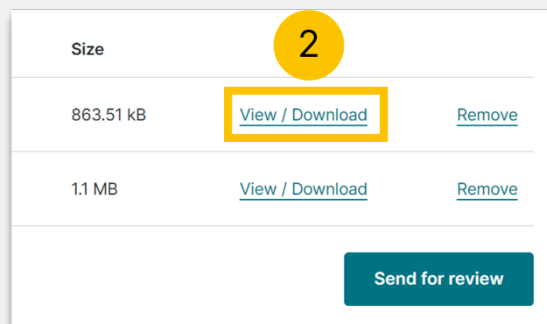 Size
2
863.51 kB View / Download Remove
1.1 MB View / Download Remove
Send for review